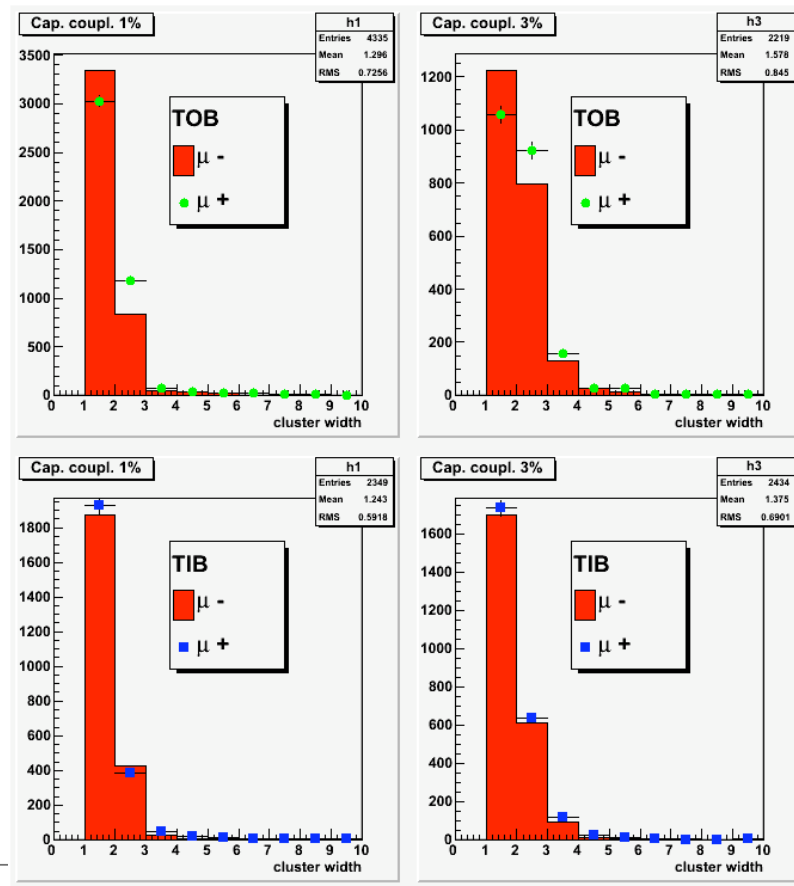 Cap. coupl. 1%
h1
Entries 4335
Mean 1.296
RMS 0.7256
3500
3000
2500
2000
1500
1000
500
0
TOB
μ -
μ +
0 1 2 3 4 5 6 7 8 9 10
cluster width
Cap. coupl. 3%
h3
Entries 2219
Mean 1.578
RMS 0.845
1200
1000
800
600
400
200
0
TOB
μ -
μ +
0 1 2 3 4 5 6 7 8 9 10
cluster width
Cap. coupl. 1%
h1
Entries 2349
Mean 1.243
RMS 0.5918
1800
1600
1400
1200
1000
800
600
400
200
0
TIB
μ -
μ +
0 1 2 3 4 5 6 7 8 9 10
cluster width
Cap. coupl. 3%
h3
Entries 2434
Mean 1.375
RMS 0.6901
1600
1400
1200
1000
800
600
400
200
0
TIB
μ -
μ +
0 1 2 3 4 5 6 7 8 9 10
cluster width